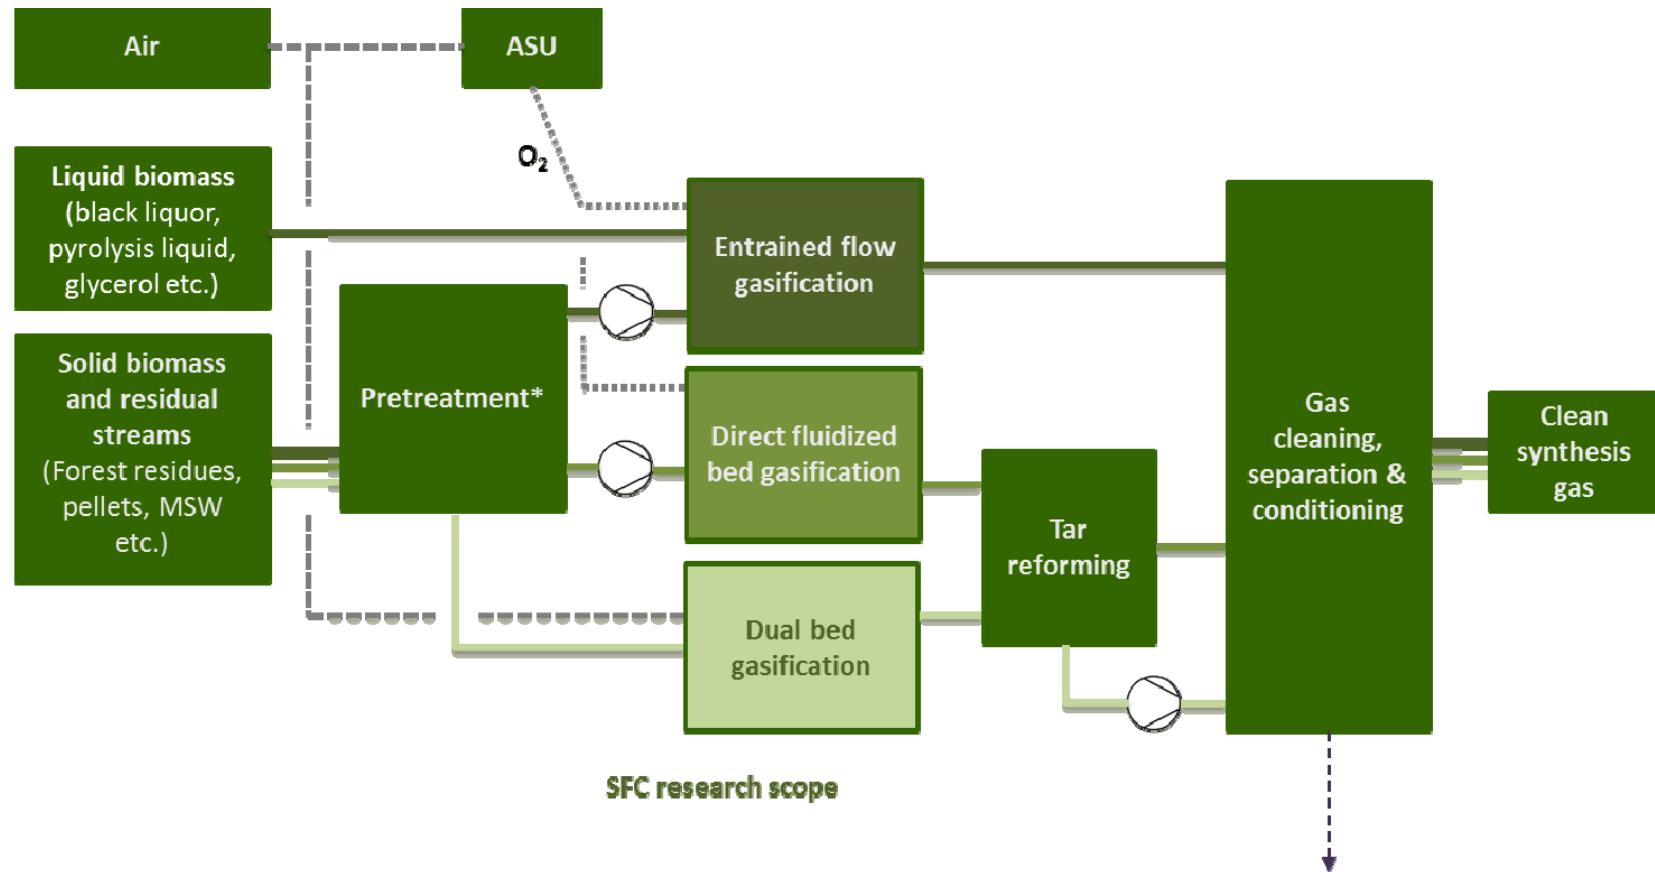 Air
ASU
O2
Liquid biomass
(black liquor,
pyrolysis liquid,
glycerol etc.)
Entrained flow
gasification
Solid biomass
and residual
streams
(Forest residues,
pellets, MSW
etc.)
Pretreatment*
Direct fluidized
bed gasification
Dual bed
gasification
Tar
reforming
Gas
cleaning,
separation &
conditioning
Clean
synthesis
gas
SFC research scope